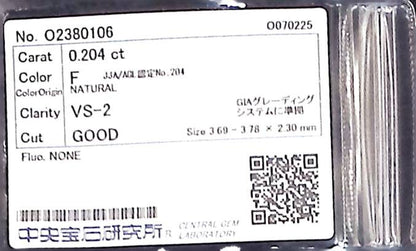 No. O2380106 O070225
Carat 0.204 ct
Color F JJA/AGL認定No.204
ColorOrigin NATURAL
Clarity VS-2 GIAグレーディングシステムに準拠
Cut GOOD Size 3.69 - 3.78 × 2.30 mm
Fluo. NONE
中央宝石研究所 CENTRAL GEM LABORATORY